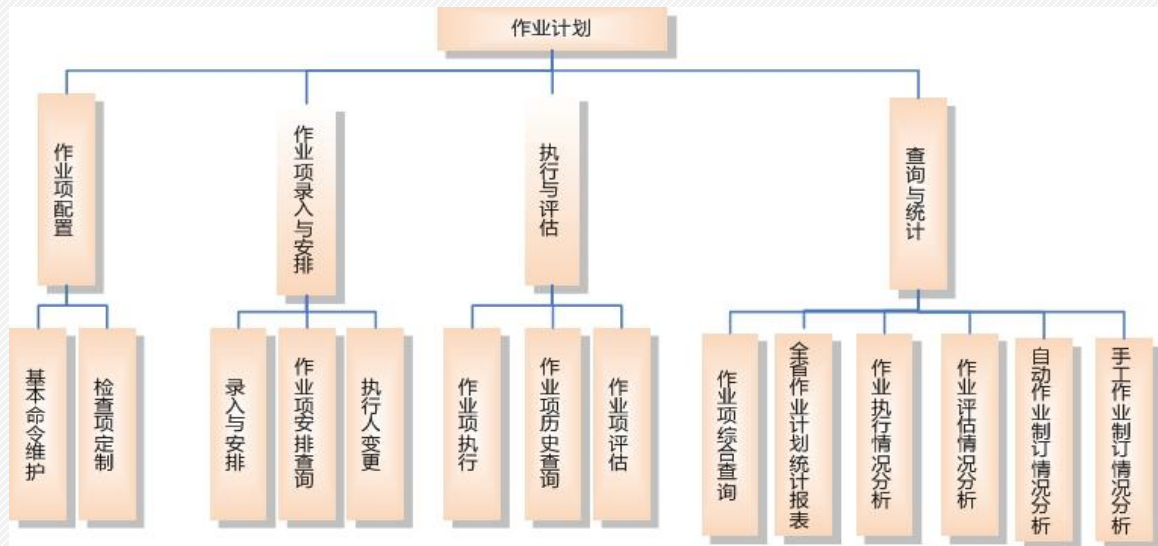 作业计划
作业项配置
作业项录入与安排
执行与评估
查询与统计
基本命令维护
检查项定制
录入与安排
作业项安排查询
执行人变更
作业项执行
作业项历史查询
作业项评估
作业项综合查询
全省作业计划统计报表
作业执行情况分析
作业评估情况分析
自动作业制订情况分析
手工作业制订情况分析